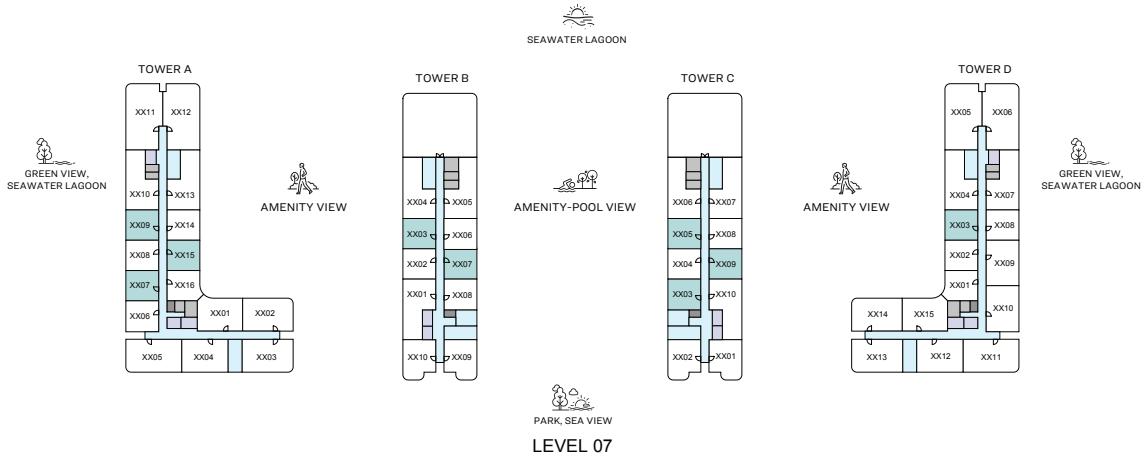 SEAWATER LAGOON
TOWER A
TOWER B
TOWER C
TOWER D
XX11
XX12
XX10
XX13
XX09
XX14
XX08
XX15
XX07
XX16
XX06
XX01
XX02
XX05
XX04
XX03
XX04
XX05
XX03
XX06
XX02
XX07
XX01
XX08
XX10
XX09
XX06
XX07
XX05
XX08
XX04
XX09
XX03
XX10
XX02
XX01
XX05
XX06
XX04
XX07
XX03
XX08
XX02
XX09
XX01
XX10
XX14
XX15
XX13
XX12
XX11
GREEN VIEW,
SEAWATER LAGOON
AMENITY VIEW
AMENITY-POOL VIEW
AMENITY VIEW
GREEN VIEW,
SEAWATER LAGOON
PARK, SEA VIEW
LEVEL 07